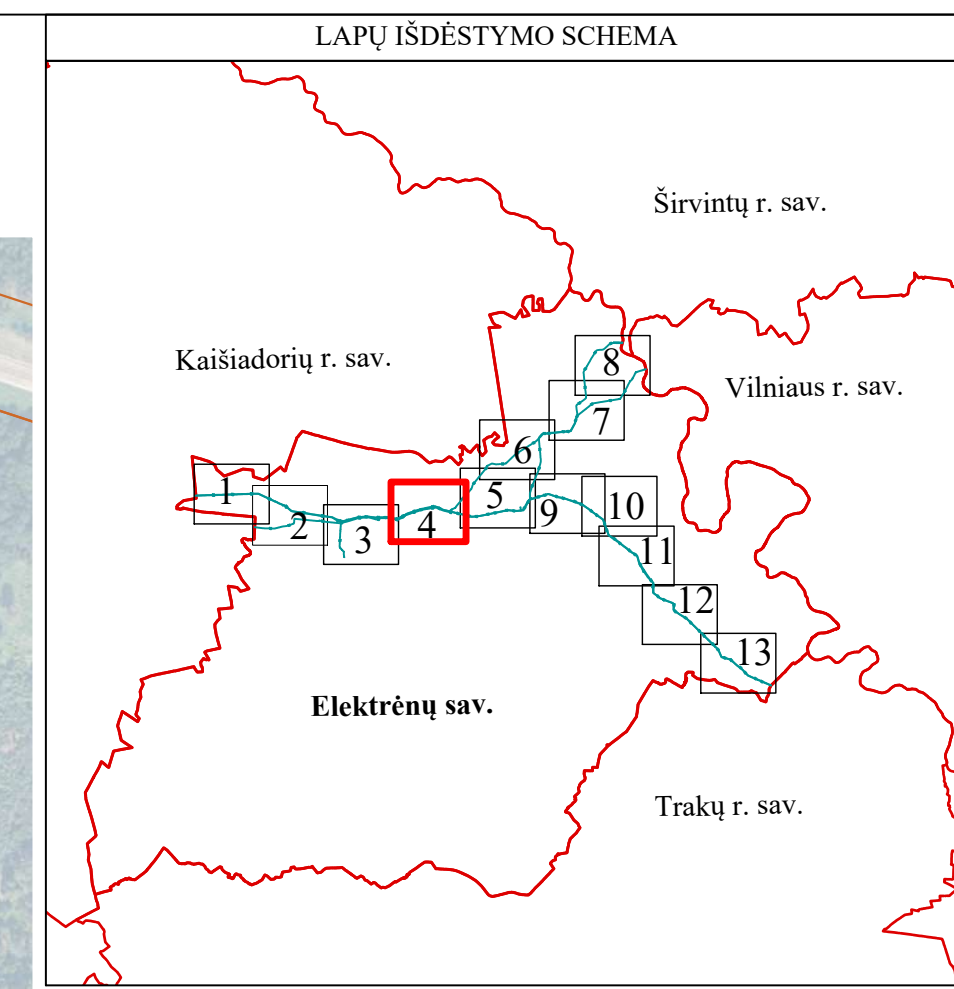 LAPŲ IŠDĖSTYMO SCHEMA
Širvintų r. sav.
Kaišiadorių r. sav.
Vilniaus r. sav.
8
7
6
1
5
10
2
3
4
9
11
12
13
Elektrėnų sav.
Trakų r. sav.